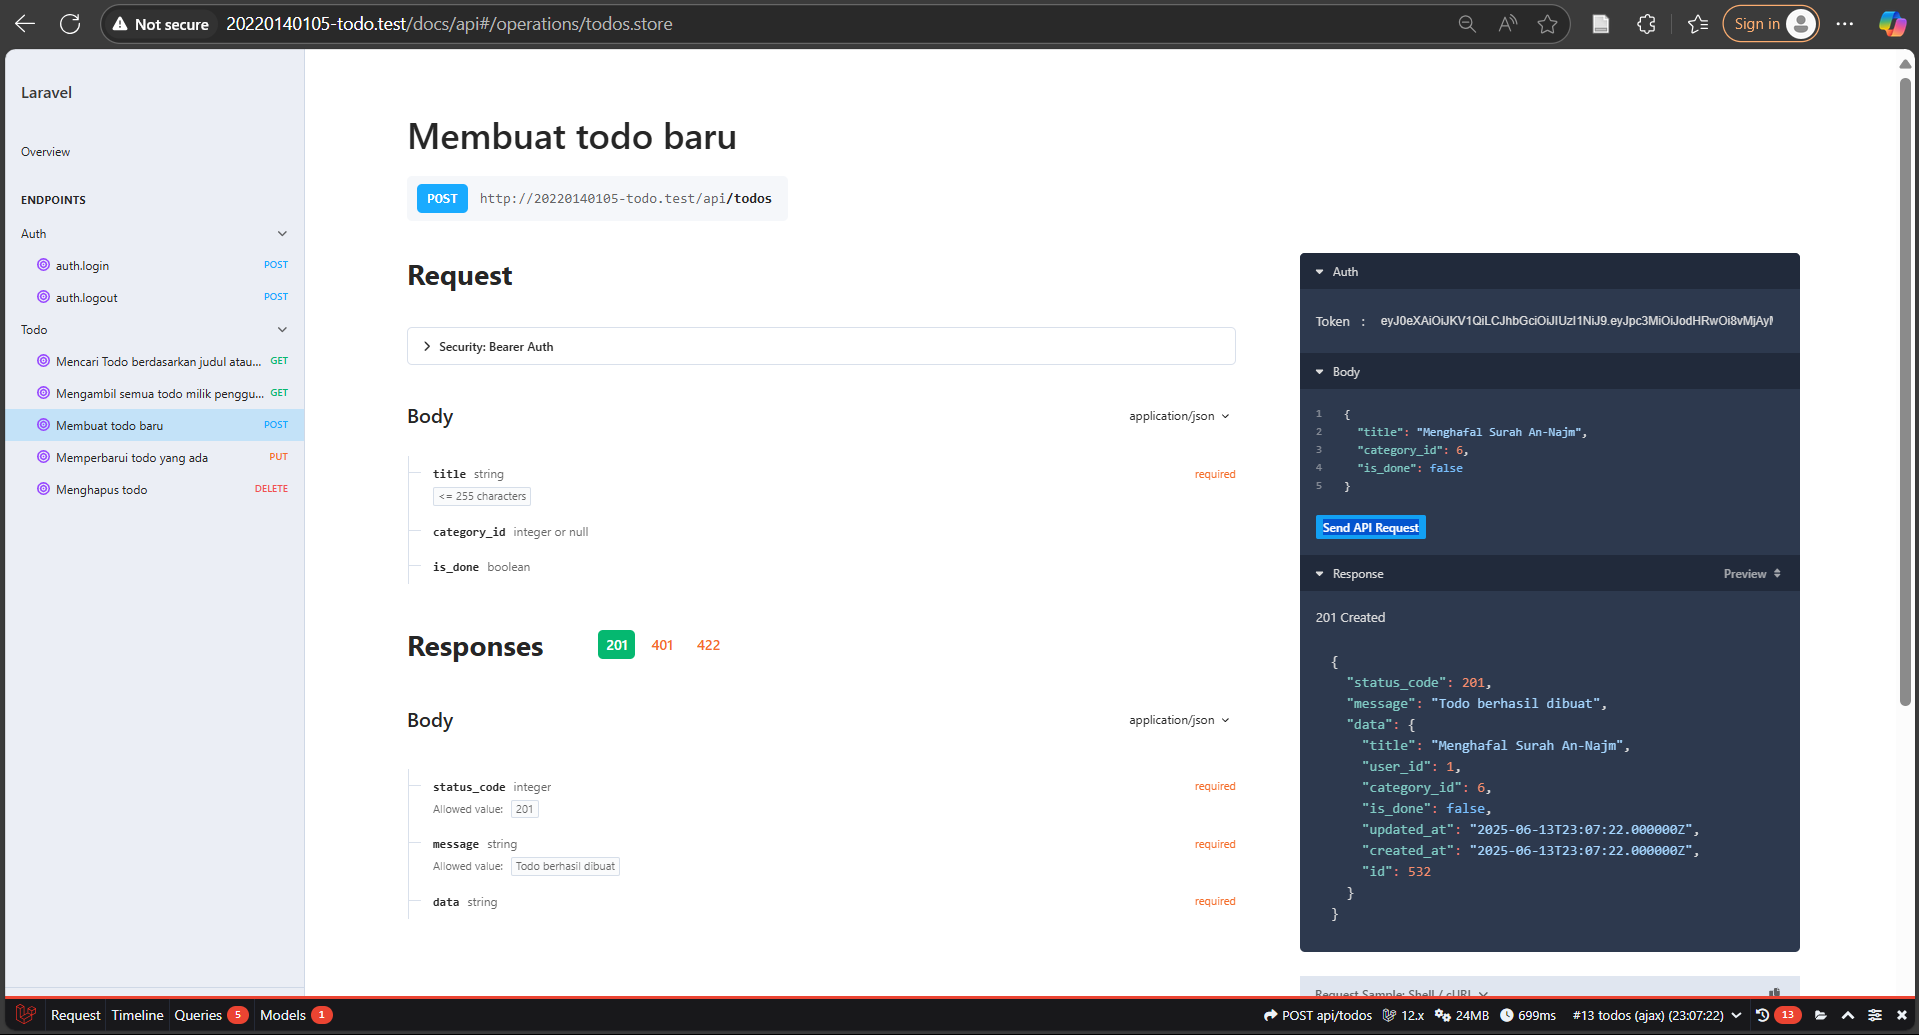 Not secure 20220140105-todo.test/docs/api#/operations/todos.store
Sign in
Laravel
Overview
ENDPOINTS
Auth
auth.login POST
auth.logout POST
Todo
Mencari Todo berdasarkan judul atau... GET
Mengambil semua todo milik penggu... GET
Membuat todo baru POST
Memperbarui todo yang ada PUT
Menghapus todo DELETE
Membuat todo baru
POST http://20220140105-todo.test/api/todos
Request
Security: Bearer Auth
Body application/json
title string required
<= 255 characters
category_id integer or null
is_done boolean
Responses 201 401 422
Body application/json
status_code integer required
Allowed value: 201
message string required
Allowed value: Todo berhasil dibuat
data string required
Auth
Token :
Body
1 {
2 "title": "Menghafal Surah An-Najm",
3 "category_id": 6,
4 "is_done": false
5 }
Send API Request
Response Preview
201 Created
{
"status_code": 201,
"message": "Todo berhasil dibuat",
"data": {
"title": "Menghafal Surah An-Najm",
"user_id": 1,
"category_id": 6,
"is_done": false,
"updated_at": "2025-06-13T23:07:22.000000Z",
"created_at": "2025-06-13T23:07:22.000000Z",
"id": 532
}
}
Request Sample: Shell / cURL
Request Timeline Queries 5 Models 1 POST api/todos 12.x 24MB 699ms #13 todos (ajax) (23:07:22) 13